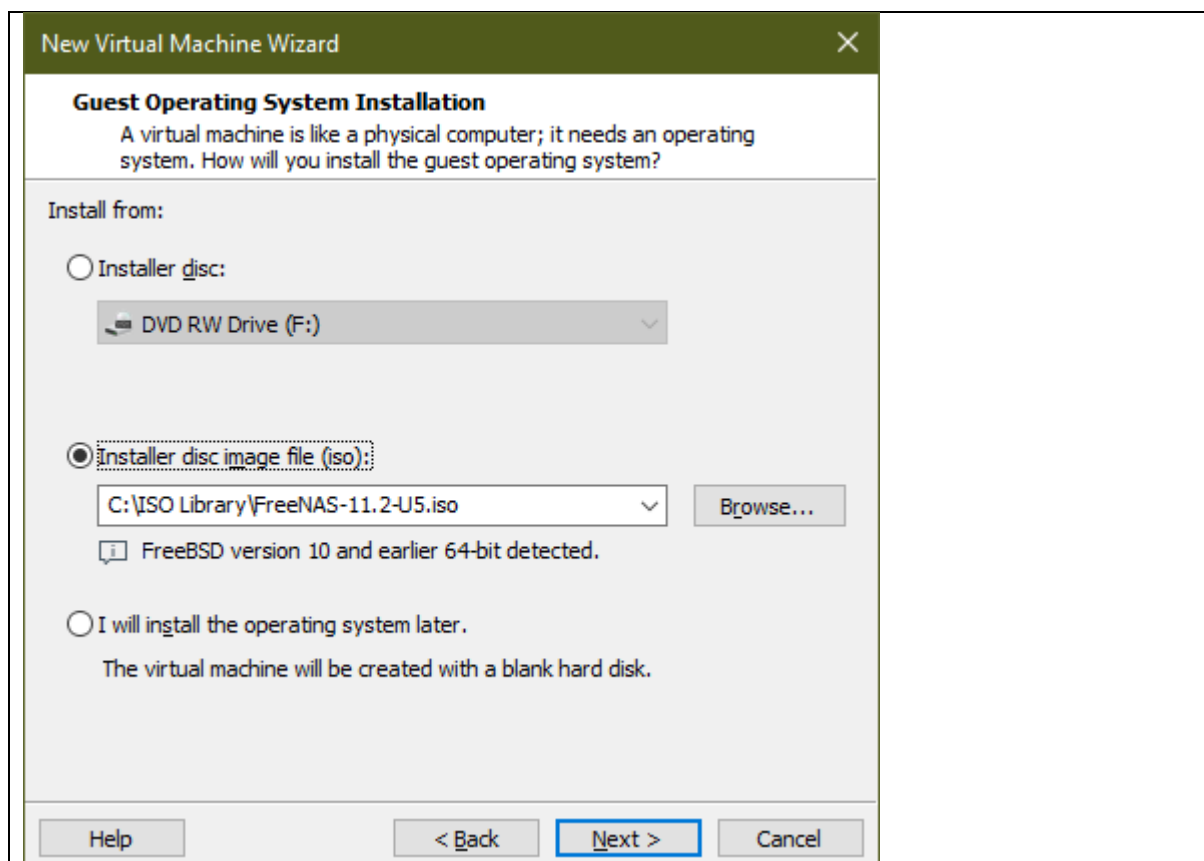 New Virtual Machine Wizard
Guest Operating System Installation
A virtual machine is like a physical computer; it needs an operating
system. How will you install the guest operating system?
Install from:
Installer disc:
DVD RW Drive (F:)
Installer disc image file (iso):
C:\ISO Library\FreeNAS-11.2-U5.iso
Browse...
FreeBSD version 10 and earlier 64-bit detected.
I will install the operating system later.
The virtual machine will be created with a blank hard disk.
Help
< Back
Next >
Cancel